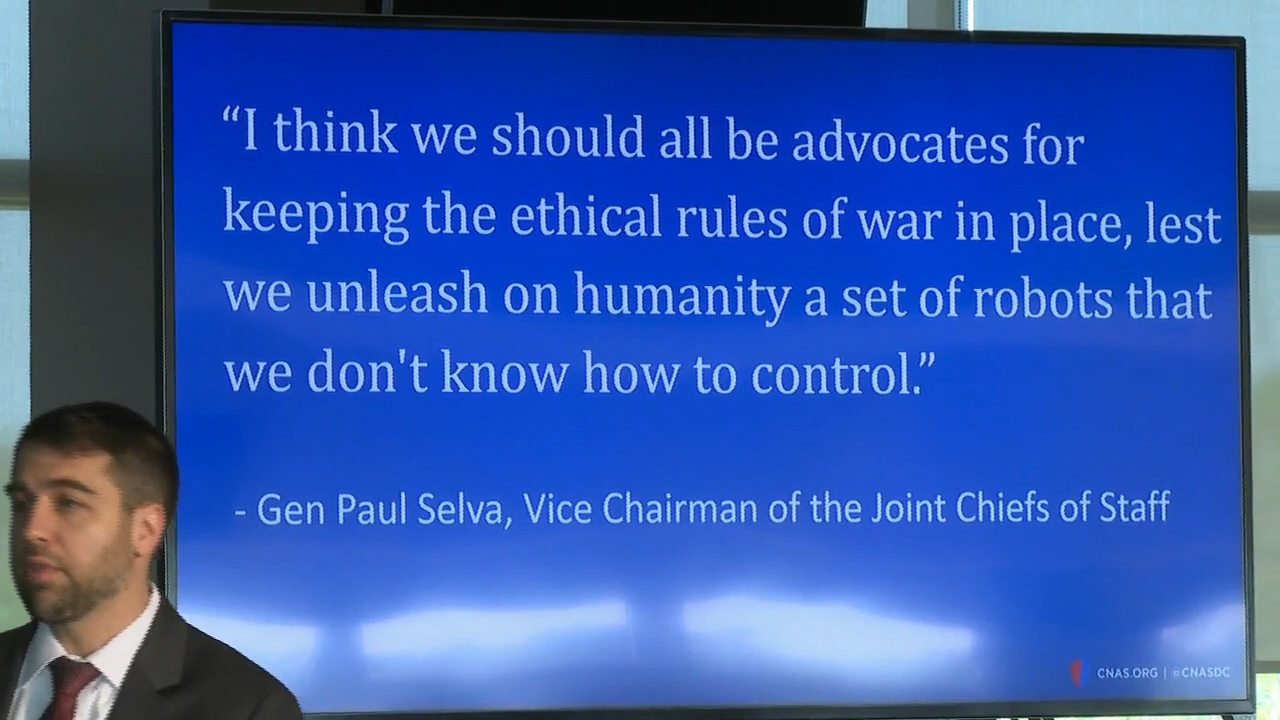 “I think we should all be advocates for
keeping the ethical rules of war in place, lest
we unleash on humanity a set of robots that
we don't know how to control.”
- Gen Paul Selva, Vice Chairman of the Joint Chiefs of Staff
CNAS.ORG | @CNASDC